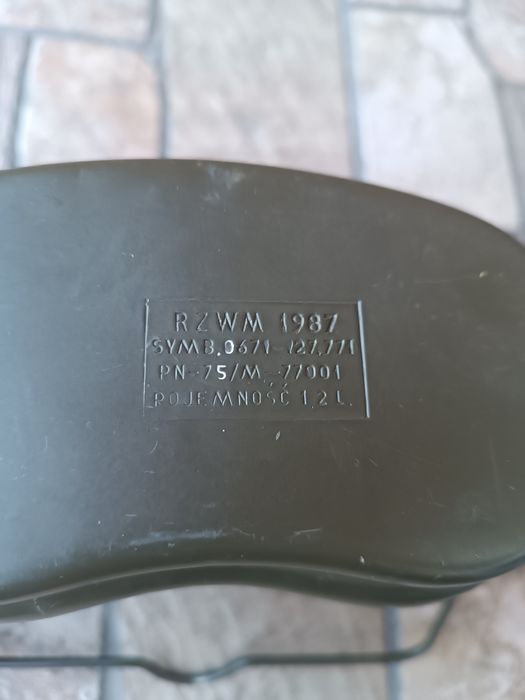 RZWM 1987
SYMB.0671-127.771
PN-75/M-77001
POJEMNOŚĆ 1,2 L.